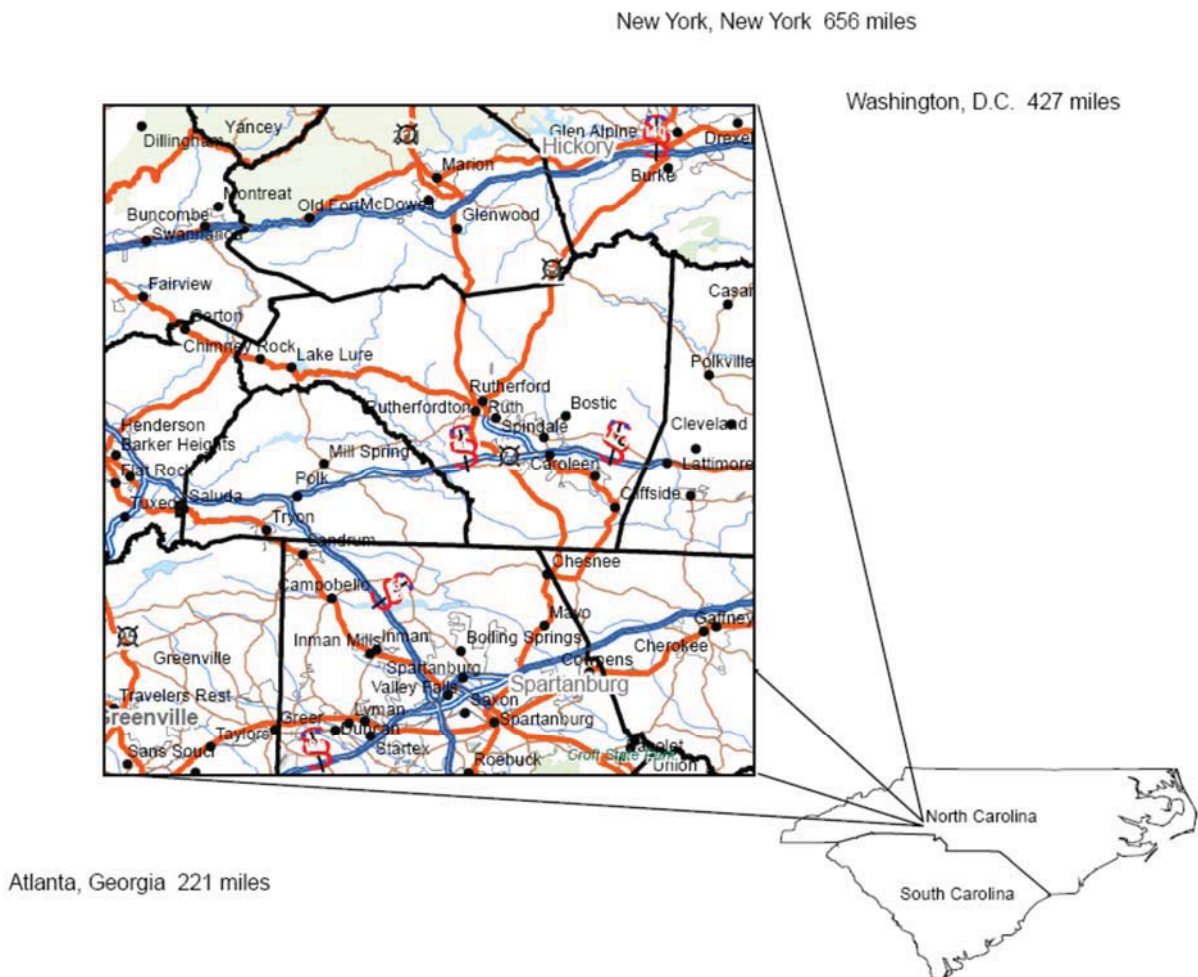 New York, New York 656 miles
Washington, D.C. 427 miles
Dillingham
Yancey
Glen Alpine
Drexel
Hickory
Marion
Burke
Montreat
Old Fort
McDowell
Buncombe
Glenwood
Swannanoa
Fairview
Casar
Gerton
Chimney Rock
Lake Lure
Polkville
Rutherford
Rutherfordton
Ruth
Bostic
Spindale
Cleveland
Henderson
Barker Heights
Mill Spring
Caroleen
Lattimore
Flat Rock
Polk
Saluda
Cliffside
Tuxedo
Tryon
Landrum
Chesnee
Campobello
Mayo
Gaffney
Inman Mills
Inman
Boiling Springs
Cherokee
Greenville
Spartanburg
Cowpens
Valley Falls
Spartanburg
Travelers Rest
Saxon
Greenville
Greer
Lyman
Spartanburg
Taylors
Duncan
Startex
Sans Souci
Roebuck
Croft State Park
Union
North Carolina
Atlanta, Georgia 221 miles
South Carolina